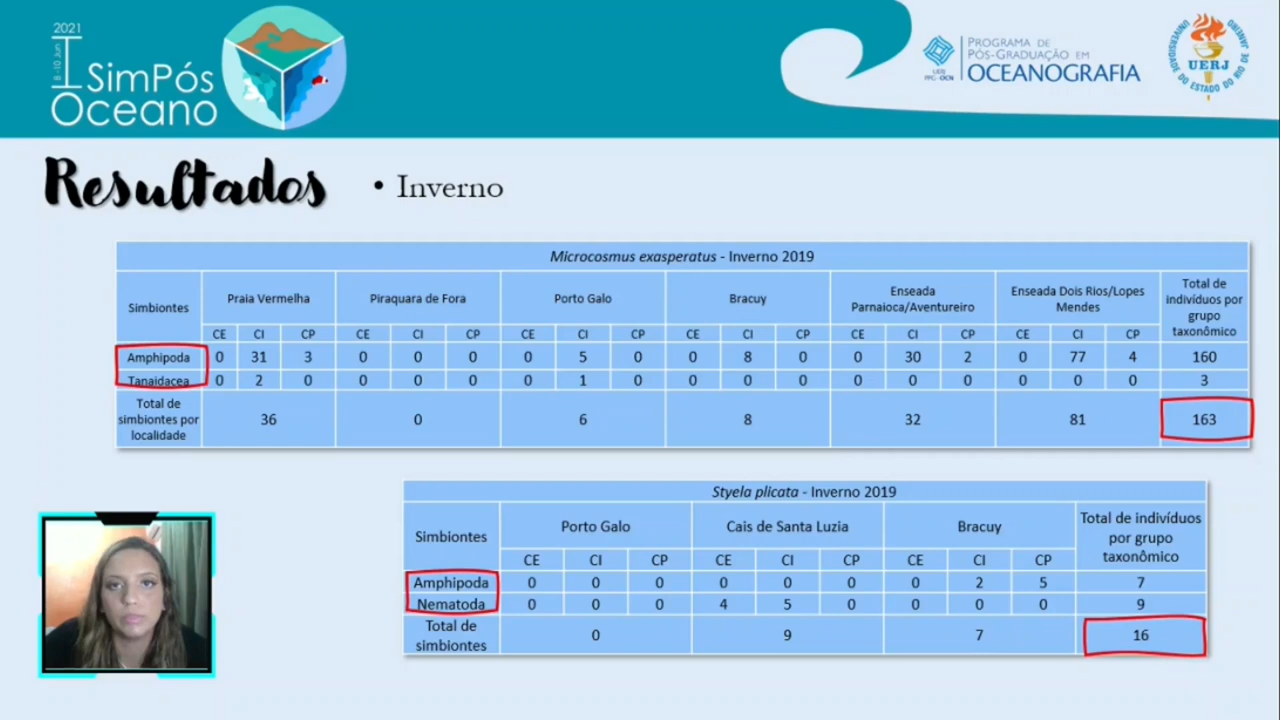 2021
8 -10 Jun
I SimPós
Oceano
PROGRAMA DE
PÓS-GRADUAÇÃO EM
OCEANOGRAFIA
UERJ
PPG-OCN
UNIVERSIDADE DO ESTADO DO RIO DE JANEIRO
UERJ
Resultados
• Inverno
Microcosmus exasperatus - Inverno 2019
Simbiontes Praia Vermelha Piraquara de Fora Porto Galo Bracuy Enseada Parnaioca/Aventureiro Enseada Dois Rios/Lopes Mendes Total de indivíduos por grupo taxonômico
CE CI CP CE CI CP CE CI CP CE CI CP CE CI CP CE CI CP
Amphipoda 0 31 3 0 0 0 0 5 0 0 8 0 0 30 2 0 77 4 160
Tanaidacea 0 2 0 0 0 0 0 1 0 0 0 0 0 0 0 0 0 0 3
Total de simbiontes por localidade 36 0 6 8 32 81 163
Styela plicata - Inverno 2019
Simbiontes Porto Galo Cais de Santa Luzia Bracuy Total de indivíduos por grupo taxonômico
CE CI CP CE CI CP CE CI CP
Amphipoda 0 0 0 0 0 0 0 2 5 7
Nematoda 0 0 0 4 5 0 0 0 0 9
Total de simbiontes 0 9 7 16